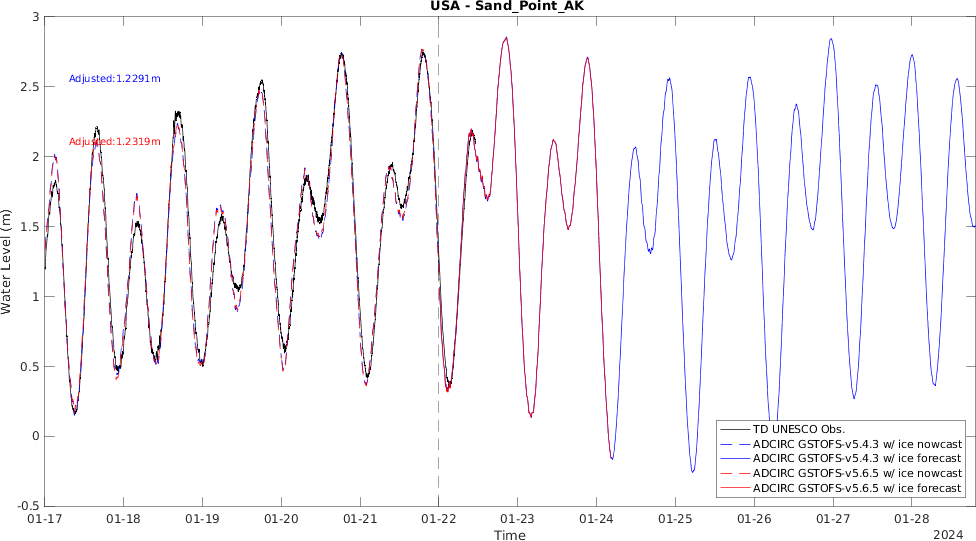 USA - Sand_Point_AK
3
2.5
2
1.5
1
0.5
0
-0.5
Water Level (m)
Adjusted:1.2291m
Adjusted:1.2319m
TD UNESCO Obs.
ADCIRC GSTOFS-v5.4.3 w/ ice nowcast
ADCIRC GSTOFS-v5.4.3 w/ ice forecast
ADCIRC GSTOFS-v5.6.5 w/ ice nowcast
ADCIRC GSTOFS-v5.6.5 w/ ice forecast
01-17 01-18 01-19 01-20 01-21 01-22 01-23 01-24 01-25 01-26 01-27 01-28
Time
2024